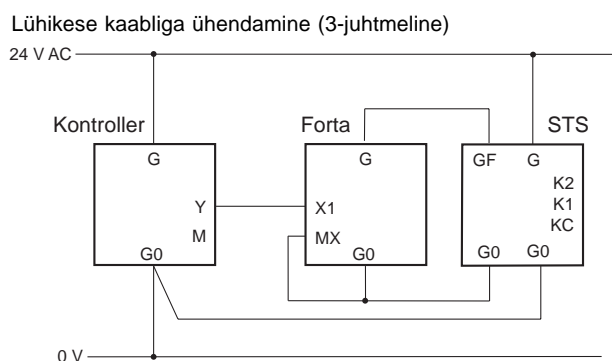 Lühikese kaabliga ühendamine (3-juhtmeline)
24 V AC
Kontroller Forta STS
G G GF G
K2
Y X1 K1
M MX KC
G0 G0 G0 G0
0 V